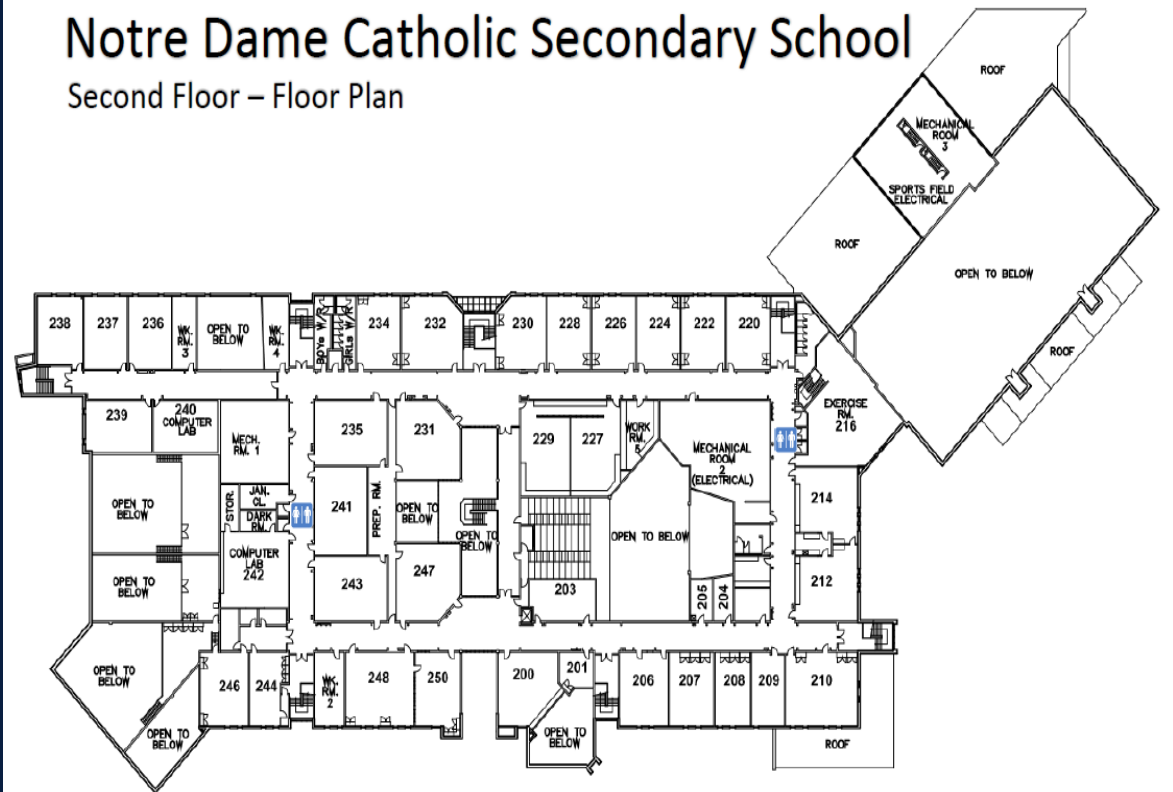 Notre Dame Catholic Secondary School
Second Floor – Floor Plan
ROOF
MECHANICAL
ROOM
3
SPORTS FIELD
ELECTRICAL
ROOF
OPEN TO BELOW
ROOF
238
237
236
WK.
RM.
3
OPEN TO
BELOW
WK.
RM.
4
BOYs W/R
GIRLs W/R
234
232
230
228
226
224
222
220
EXERCISE
RM.
216
239
240
COMPUTER
LAB
MECH.
RM. 1
235
231
229
227
WORK
RM.
5
MECHANICAL
ROOM
2
(ELECTRICAL)
OPEN TO
BELOW
STOR.
JAN.
CL.
DARK
RM.
241
PREP. RM.
OPEN TO
BELOW
OPEN TO
BELOW
OPEN TO BELOW
214
OPEN TO
BELOW
COMPUTER
LAB
242
243
247
203
205
204
212
OPEN TO
BELOW
246
244
WK.
RM.
2
248
250
200
201
206
207
208
209
210
OPEN TO
BELOW
OPEN TO
BELOW
ROOF